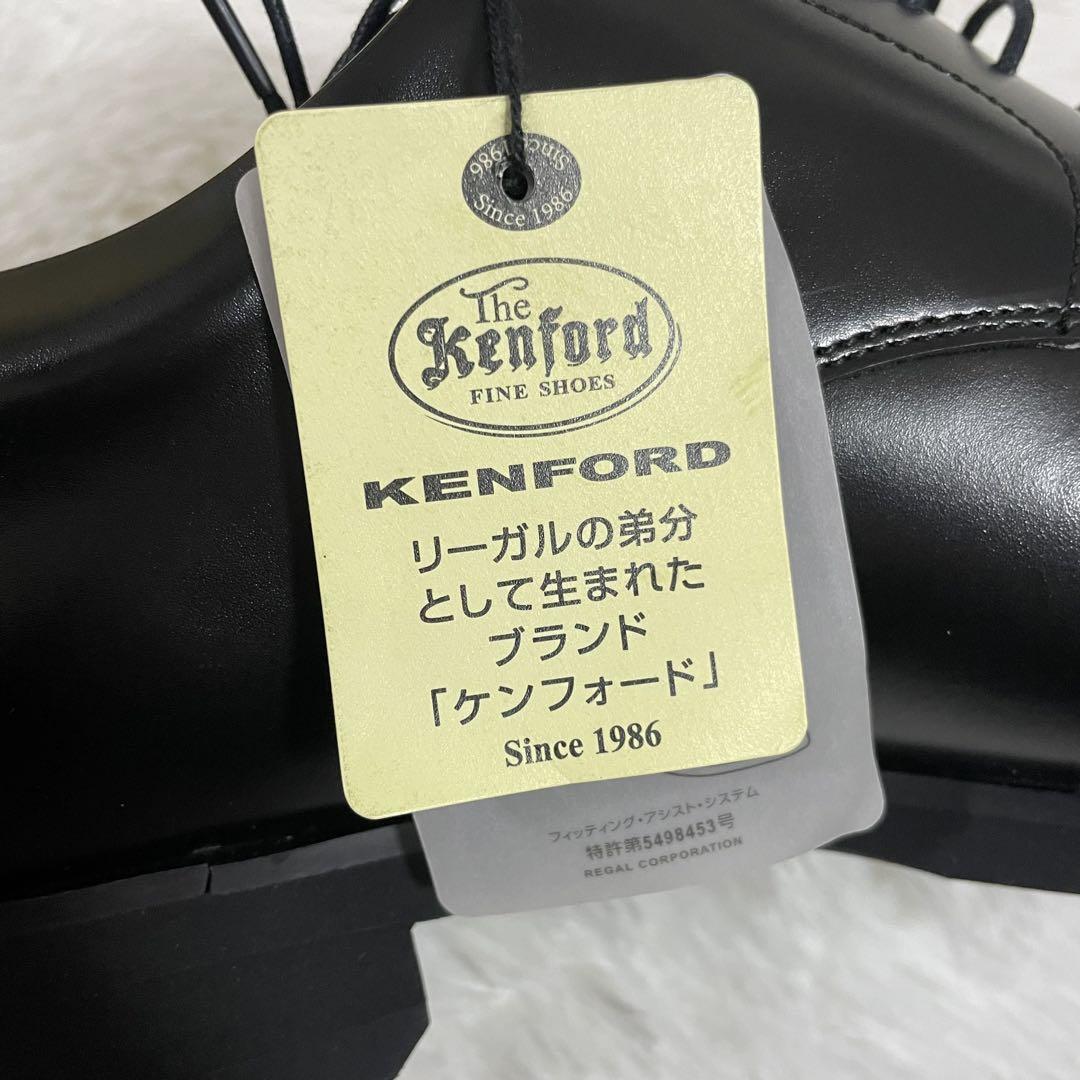 Since 1986
Since 1986
The
Kenford
FINE SHOES
KENFORD
リーガルの弟分
として生まれた
ブランド
「ケンフォード」
Since 1986
フィッティング・アシスト・システム
特許第5498453号
REGAL CORPORATION